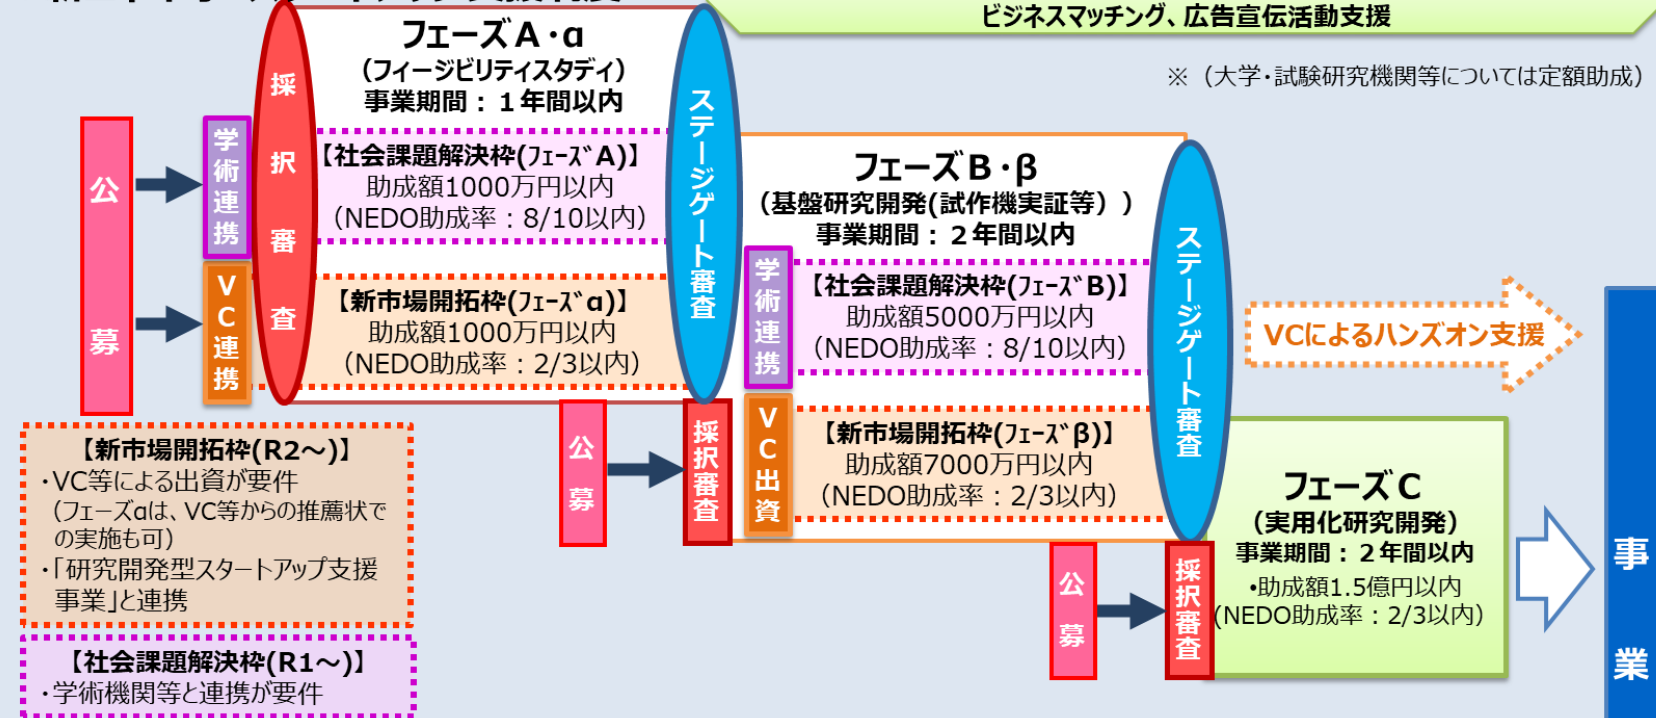 ビジネスマッチング、広告宣伝活動支援
※（大学・試験研究機関等については定額助成）
公募
学術連携
VC連携
採択審査
フェーズA・α
（フィージビリティスタディ）
事業期間：１年間以内
【社会課題解決枠(フェーズA)】
助成額1000万円以内
（NEDO助成率：8/10以内）
【新市場開拓枠(フェーズα)】
助成額1000万円以内
（NEDO助成率：2/3以内）
ステージゲート審査
公募
採択審査
フェーズB・β
（基盤研究開発(試作機実証等））
事業期間：２年間以内
学術連携
【社会課題解決枠(フェーズB)】
助成額5000万円以内
（NEDO助成率：8/10以内）
VC出資
【新市場開拓枠(フェーズβ)】
助成額7000万円以内
（NEDO助成率：2/3以内）
ステージゲート審査
公募
採択審査
VCによるハンズオン支援
フェーズC
（実用化研究開発）
事業期間：２年間以内
•助成額1.5億円以内
(NEDO助成率：2/3以内）
事業
【新市場開拓枠(R2～)】
・VC等による出資が要件
（フェーズαは、VC等からの推薦状で
の実施も可）
・「研究開発型スタートアップ支援
事業」と連携
【社会課題解決枠(R1～)】
・学術機関等と連携が要件